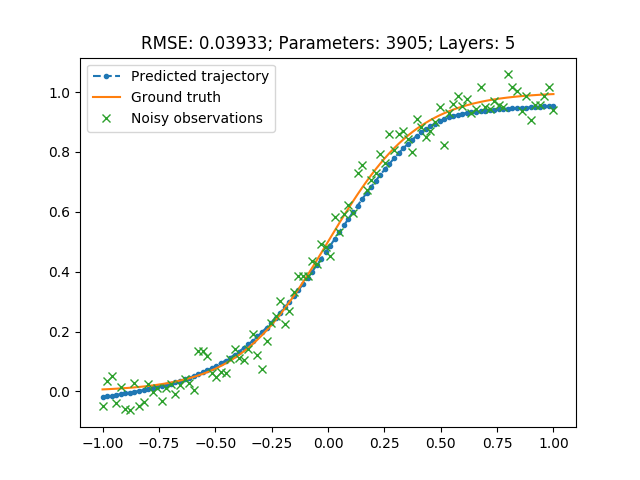 RMSE: 0.03933; Parameters: 3905; Layers: 5
Predicted trajectory
Ground truth
Noisy observations
1.0
0.8
0.6
0.4
0.2
0.0
−1.00 −0.75 −0.50 −0.25 0.00 0.25 0.50 0.75 1.00